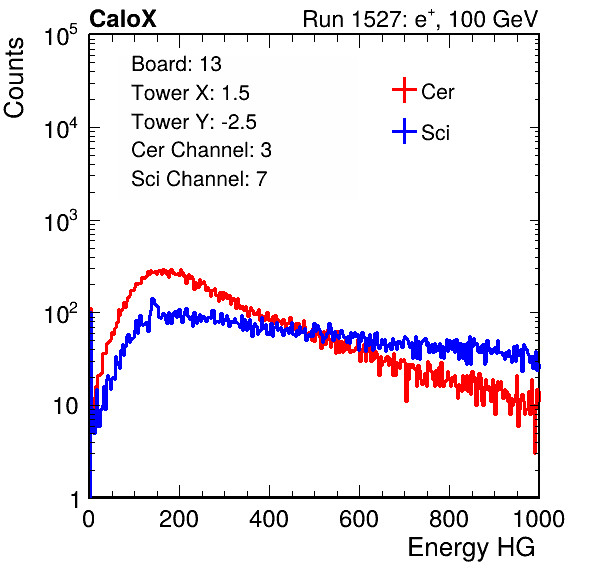 CaloX Run 1527: e⁺, 100 GeV
Counts
10⁵
10⁴
10³
10²
10
1
Board: 13
Tower X: 1.5
Tower Y: -2.5
Cer Channel: 3
Sci Channel: 7
Cer
Sci
0 200 400 600 800 1000
Energy HG